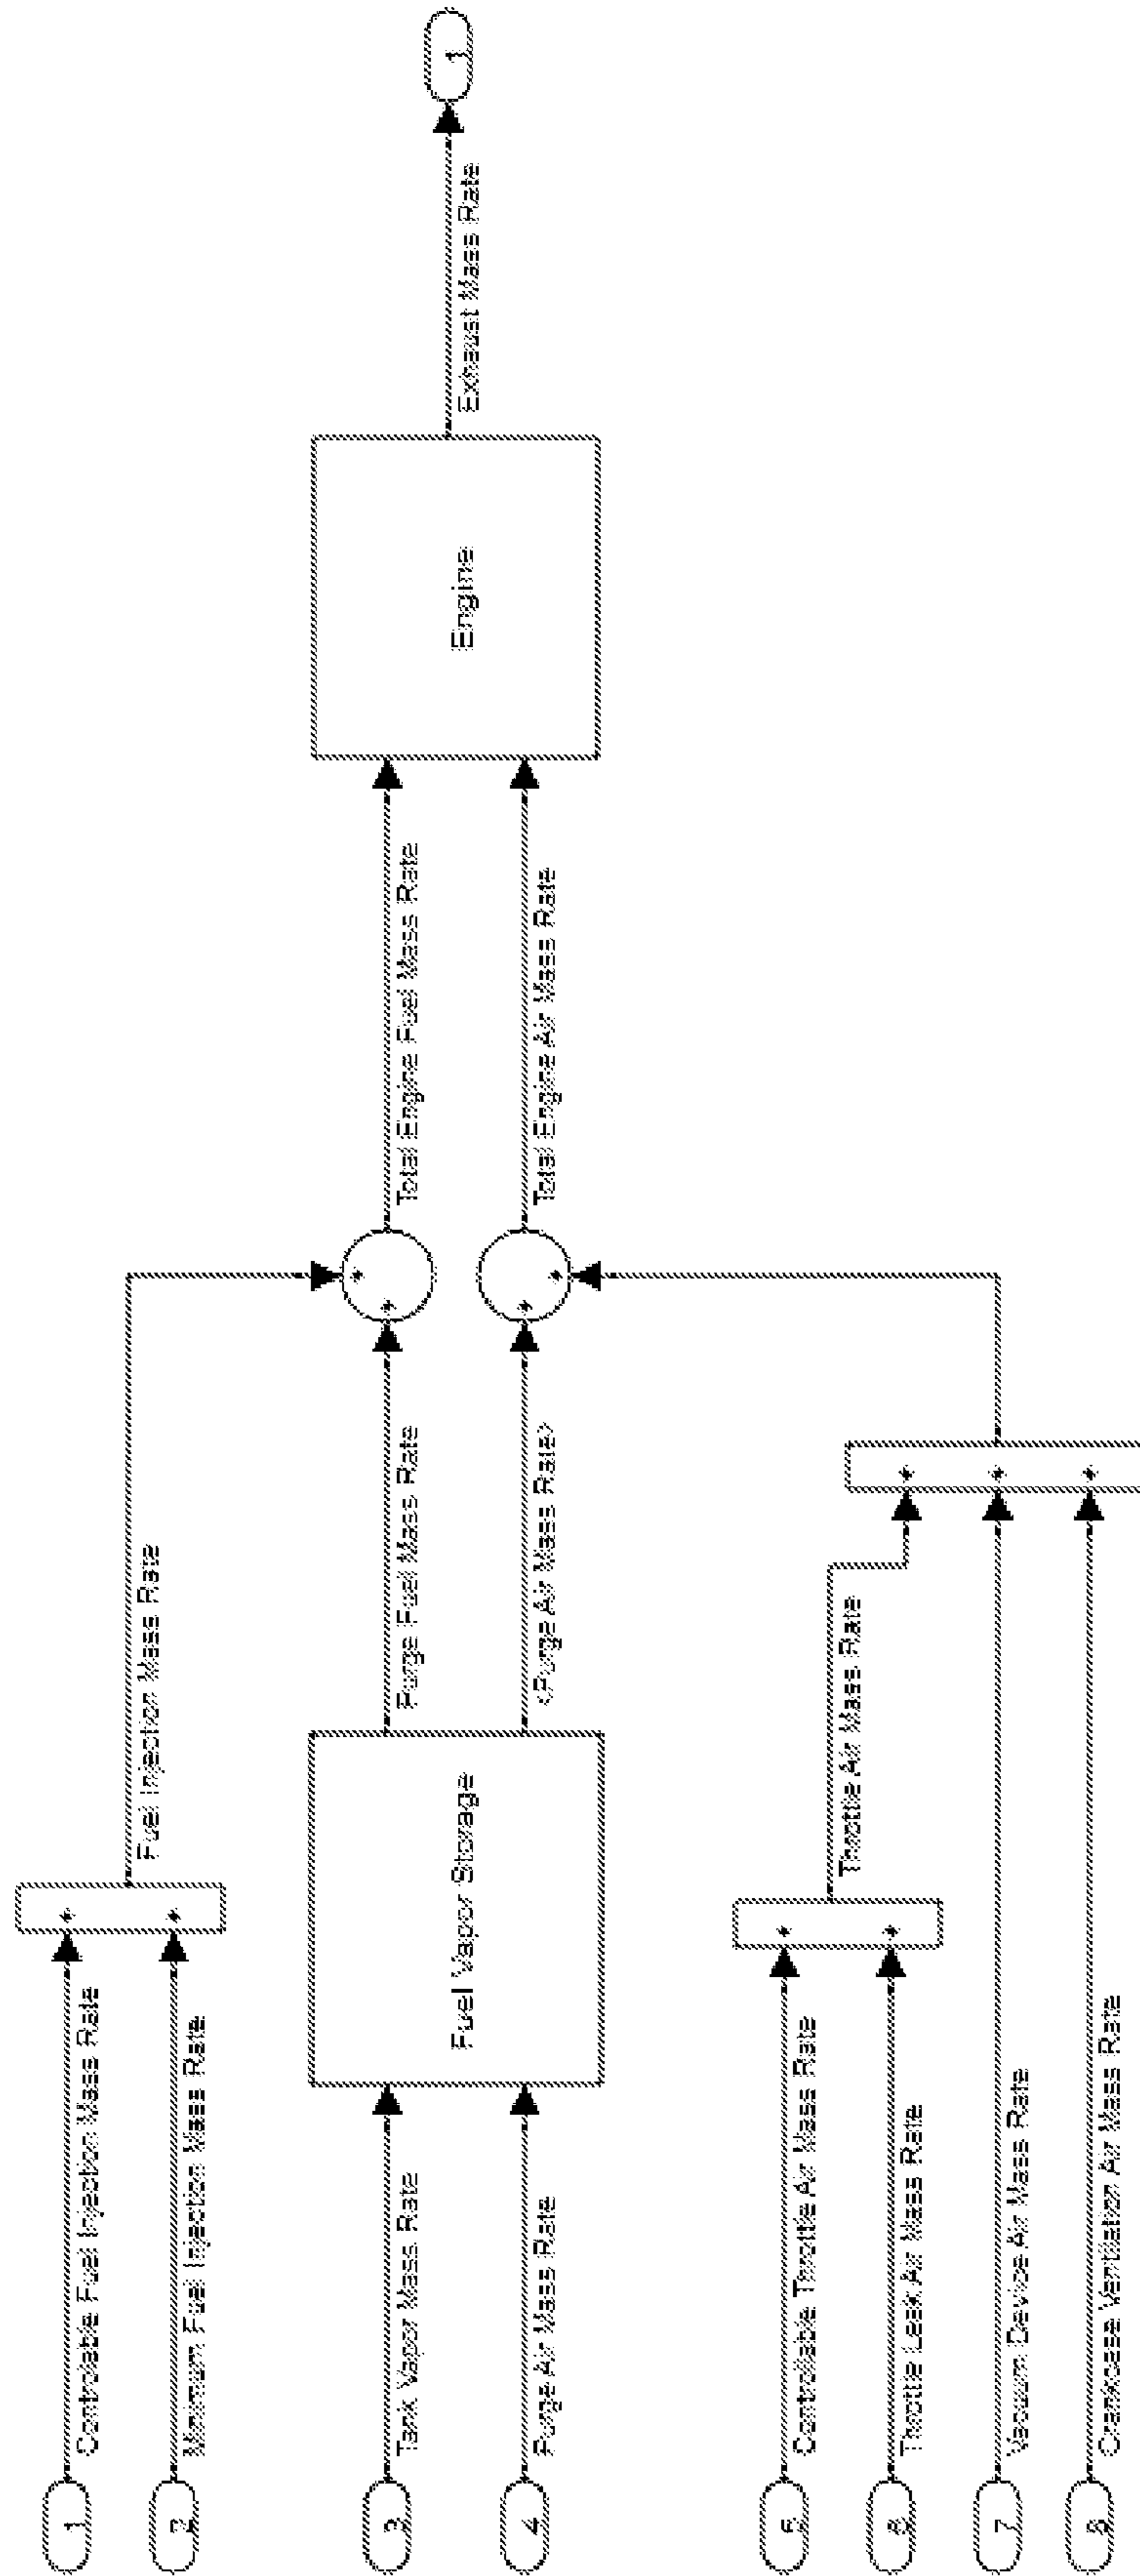 1
Controllable Fuel Injection Mass Rate
2
Minimum Fuel Injection Mass Rate
Fuel Injection Mass Rate
3
Tank Vapor Mass Rate
4
Purge Air Mass Rate
Fuel Vapor Storage
Purge Fuel Mass Rate
<Purge Air Mass Rate>
Total Engine Fuel Mass Rate
Total Engine Air Mass Rate
Engine
Exhaust Mass Rate
1
5
Controllable Throttle Air Mass Rate
6
Throttle Leak Air Mass Rate
Throttle Air Mass Rate
7
Vacuum Device Air Mass Rate
8
Crankcase Ventilation Air Mass Rate